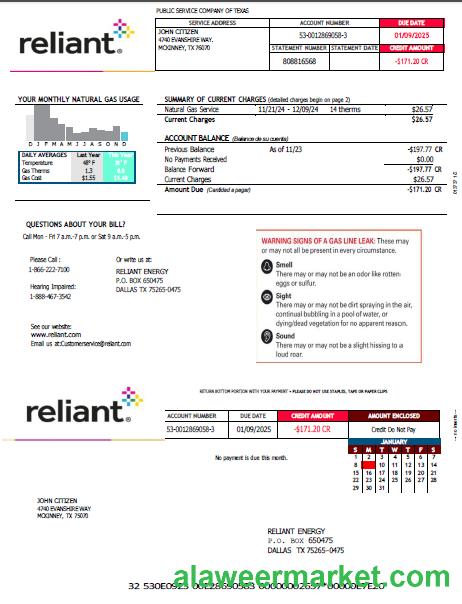 PUBLIC SERVICE COMPANY OF TEXAS
reliant
SERVICE ADDRESS
ACCOUNT NUMBER
DUE DATE
JOHN CITIZEN
4740 EVANSHIRE WAY.
MCKINNEY, TX 76070
53-0012869058-3
01/09/2025
STATEMENT NUMBER
STATEMENT DATE
CREDIT AMOUNT
808816568
-$171.20 CR
YOUR MONTHLY NATURAL GAS USAGE
D J F M A M J J A S O N D
DAILY AVERAGES Last Year
Temperature 48° F
Gas Therms 1.3
Gas Cost $1.55
SUMMARY OF CURRENT CHARGES (detailed charges begin on page 2)
Natural Gas Service 11/21/24 - 12/09/24 14 therms $26.57
Current Charges $26.57
ACCOUNT BALANCE (Balance de su cuenta)
Previous Balance As of 11/23 -$197.77 CR
No Payments Received $0.00
Balance Forward -$197.77 CR
Current Charges $26.57
Amount Due (Cantidad a pagar) -$171.20 CR
QUESTIONS ABOUT YOUR BILL?
Call Mon - Fri 7 a.m.-7 p.m. or Sat 9 a.m.-5 p.m.
Please Call :
1-866-222-7100
Hearing Impaired:
1-888-467-3542
Or write us at:
RELIANT ENERGY
P.O. BOX 650475
DALLAS TX 75265-0475
See our website:
www.reliant.com
Email us at:Customerservice@reliant.com
WARNING SIGNS OF A GAS LINE LEAK: These may
or may not all be present in every circumstance.
Smell
There may or may not be an odor like rotten
eggs or sulfur.
Sight
There may or may not be dirt spraying in the air,
continual bubbling in a pool of water, or
dying/dead vegetation for no apparent reason.
Sound
There may or may not be a slight hissing to a
loud roar.
RETURN BOTTOM PORTION WITH YOUR PAYMENT • PLEASE DO NOT USE STAPLES, TAPE OR PAPER CLIPS
reliant
ACCOUNT NUMBER
DUE DATE
CREDIT AMOUNT
AMOUNT ENCLOSED
53-0012869058-3
01/09/2025
-$171.20 CR
Credit Do Not Pay
No payment is due this month.
JANUARY
S M T W T F S
1 2 3 4 5 6 7
8 10 11 12 13 14
15 16 17 18 19 20 21
22 23 24 25 26 27 28
29 30 31
JOHN CITIZEN
4740 EVANSHIRE WAY
MCKINNEY, TX 75070
RELIANT ENERGY
P.O. BOX 650475
DALLAS TX 75265-0475
alaweermarket.com